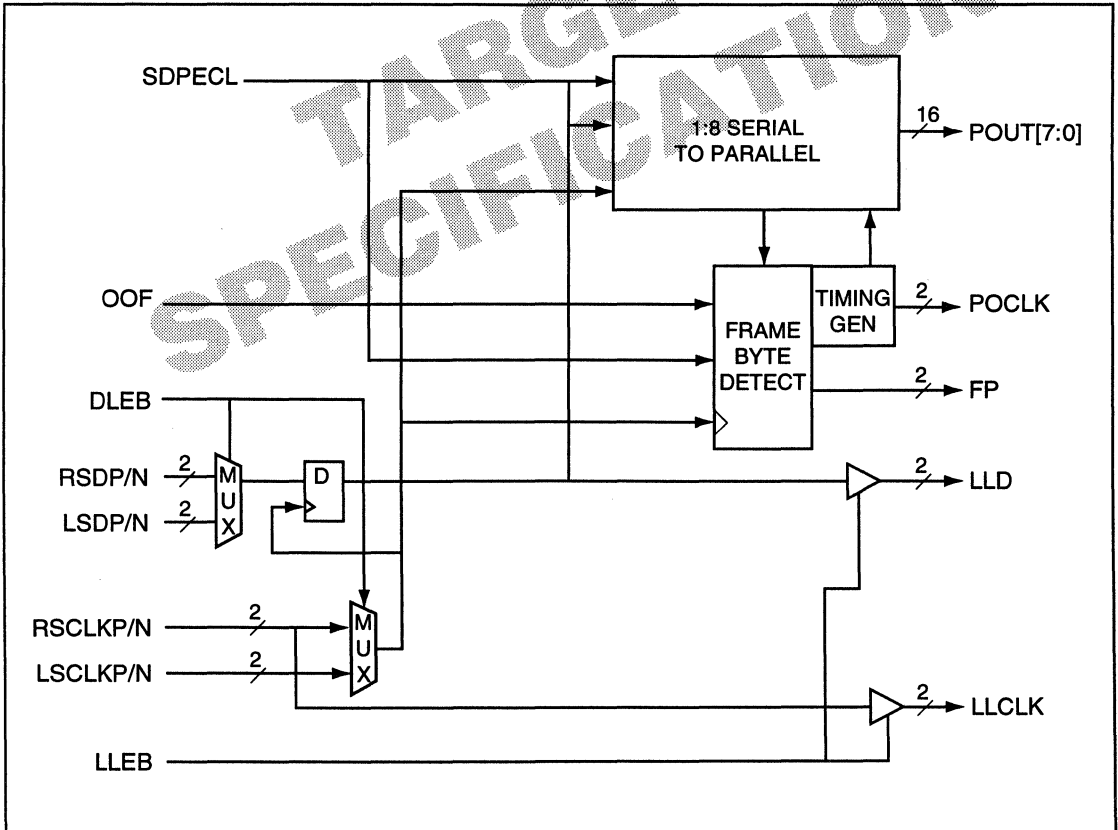 TARGET
SPECIFICATION
SDPECL
1:8 SERIAL
TO PARALLEL
16
POUT[7:0]
OOF
FRAME
BYTE
DETECT
TIMING
GEN
2
POCLK
2
FP
DLEB
RSDP/N
2
LSDP/N
2
M
U
X
D
2
LLD
RSCLKP/N
2
LSCLKP/N
2
M
U
X
2
LLCLK
LLEB